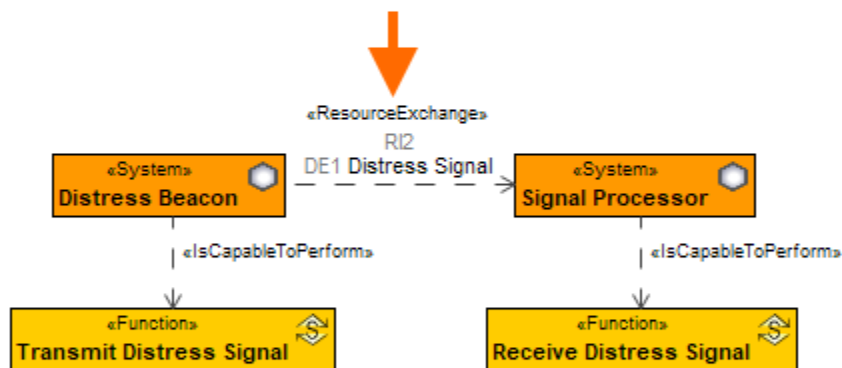 «ResourceExchange»
RI2
DE1 Distress Signal
«System»
Distress Beacon
«System»
Signal Processor
«IsCapableToPerform»
«IsCapableToPerform»
«Function»
Transmit Distress Signal
«Function»
Receive Distress Signal